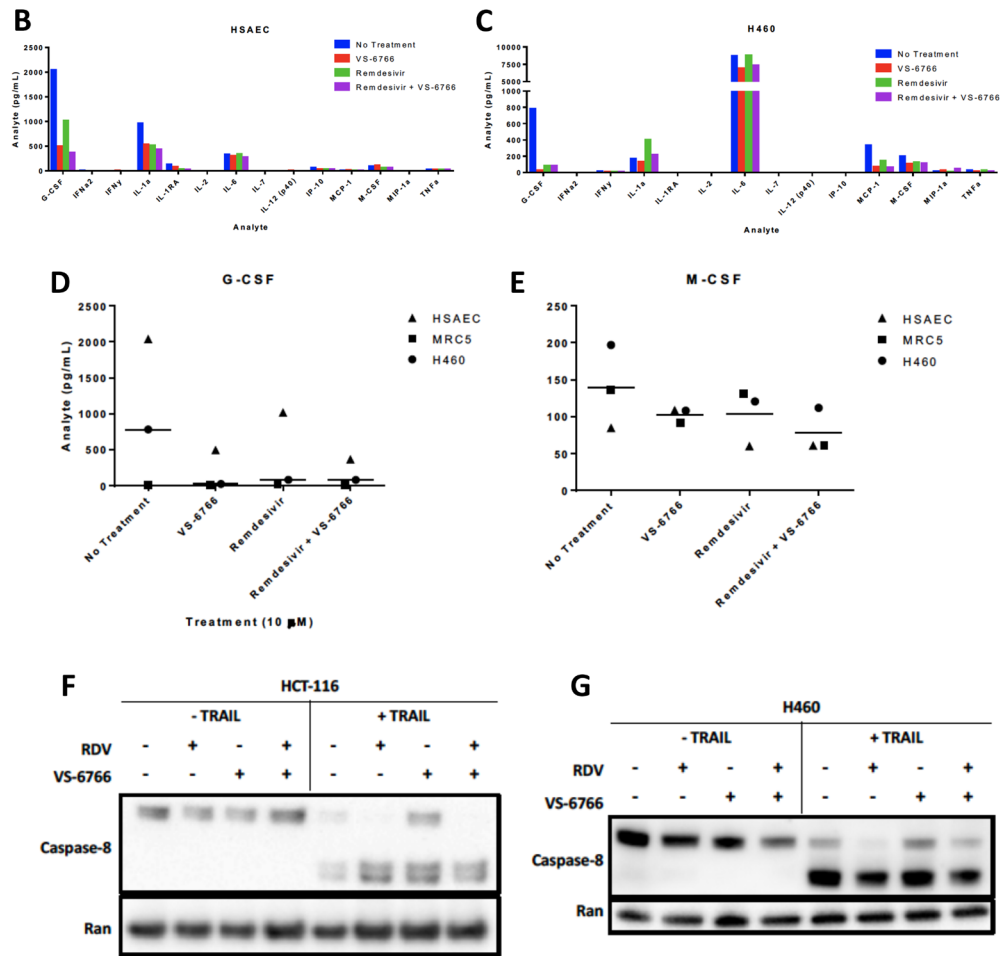 B
HSAEC
2500
2000
1500
1000
500
0
Analyte (pg/mL)
No Treatment
VS-6766
Remdesivir
Remdesivir + VS-6766
G-CSF
IFNa2
IFNy
IL-1a
IL-1RA
IL-2
IL-6
IL-7
IL-12 (p40)
IP-10
MCP-1
M-CSF
MIP-1a
TNFa
Analyte
C
H460
10000
7500
5000
2500
800
600
400
200
0
Analyte (pg/mL)
No Treatment
VS-6766
Remdesivir
Remdesivir + VS-6766
G-CSF
IFNa2
IFNy
IL-1a
IL-1RA
IL-2
IL-6
IL-7
IL-12 (p40)
IP-10
MCP-1
M-CSF
MIP-1a
TNFa
Analyte
D
G-CSF
2500
2000
1500
1000
500
0
Analyte (pg/mL)
HSAEC
MRC5
H460
No Treatment
VS-6766
Remdesivir
Remdesivir + VS-6766
Treatment (10 µM)
E
M-CSF
250
200
150
100
50
0
HSAEC
MRC5
H460
No Treatment
VS-6766
Remdesivir
Remdesivir + VS-6766
F
HCT-116
- TRAIL + TRAIL
RDV - + - + - + - +
VS-6766 - - + + - - + +
Caspase-8
Ran
G
H460
- TRAIL + TRAIL
RDV - + - + - + - +
VS-6766 - - + + - - + +
Caspase-8
Ran